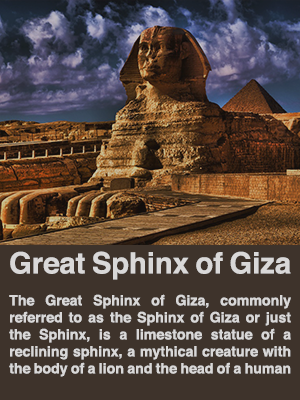 Great Sphinx of Giza
The Great Sphinx of Giza, commonly
referred to as the Sphinx of Giza or just
the Sphinx, is a limestone statue of a
reclining sphinx, a mythical creature with
the body of a lion and the head of a human